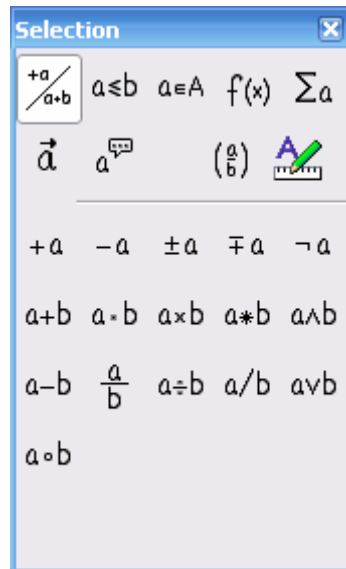 Selection
+a/a+b a≤b a∈A f(x) Σa
a⃗ a (a b) A
+a −a ±a ∓a ¬a
a+b a·b a×b a∗b a∧b
a−b a/b a÷b a/b a∨b
a∘b